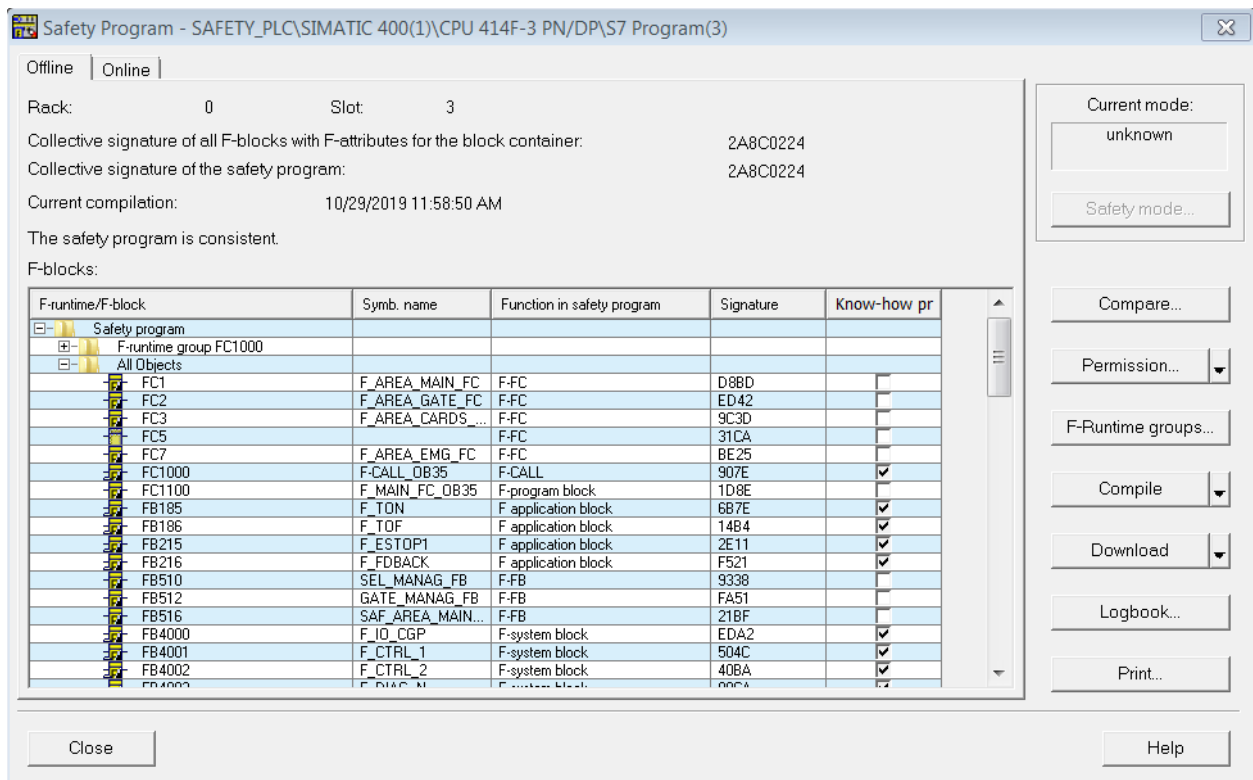 Safety Program - SAFETY_PLC\SIMATIC 400(1)\CPU 414F-3 PN/DP\S7 Program(3)
Offline Online
Rack: 0 Slot: 3
Collective signature of all F-blocks with F-attributes for the block container: 2A8C0224
Collective signature of the safety program: 2A8C0224
Current compilation: 10/29/2019 11:58:50 AM
The safety program is consistent.
F-blocks:
F-runtime/F-block Symb. name Function in safety program Signature Know-how pr
Safety program
F-runtime group FC1000
All Objects
FC1 F_AREA_MAIN_FC F-FC D8BD
FC2 F_AREA_GATE_FC F-FC ED42
FC3 F_AREA_CARDS_... F-FC 9C3D
FC5 F-FC 31CA
FC7 F_AREA_EMG_FC F-FC BE25
FC1000 F-CALL_OB35 F-CALL 907E
FC1100 F_MAIN_FC_OB35 F-program block 1D8E
FB185 F_TON F application block 6B7E
FB186 F_TOF F application block 14B4
FB215 F_ESTOP1 F application block 2E11
FB216 F_FDBACK F application block F521
FB510 SEL_MANAG_FB F-FB 9338
FB512 GATE_MANAG_FB F-FB FA51
FB516 SAF_AREA_MAIN... F-FB 21BF
FB4000 F_IO_CGP F-system block EDA2
FB4001 F_CTRL_1 F-system block 504C
FB4002 F_CTRL_2 F-system block 40BA
Current mode:
unknown
Safety mode...
Compare...
Permission...
F-Runtime groups...
Compile
Download
Logbook...
Print...
Close
Help